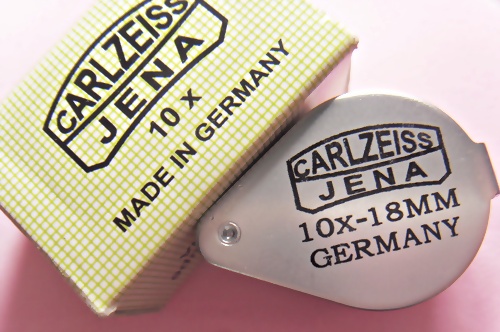 CARLZEISS
JENA
10 x
MADE IN GERMANY
CARLZEISS
JENA
10X-18MM
GERMANY